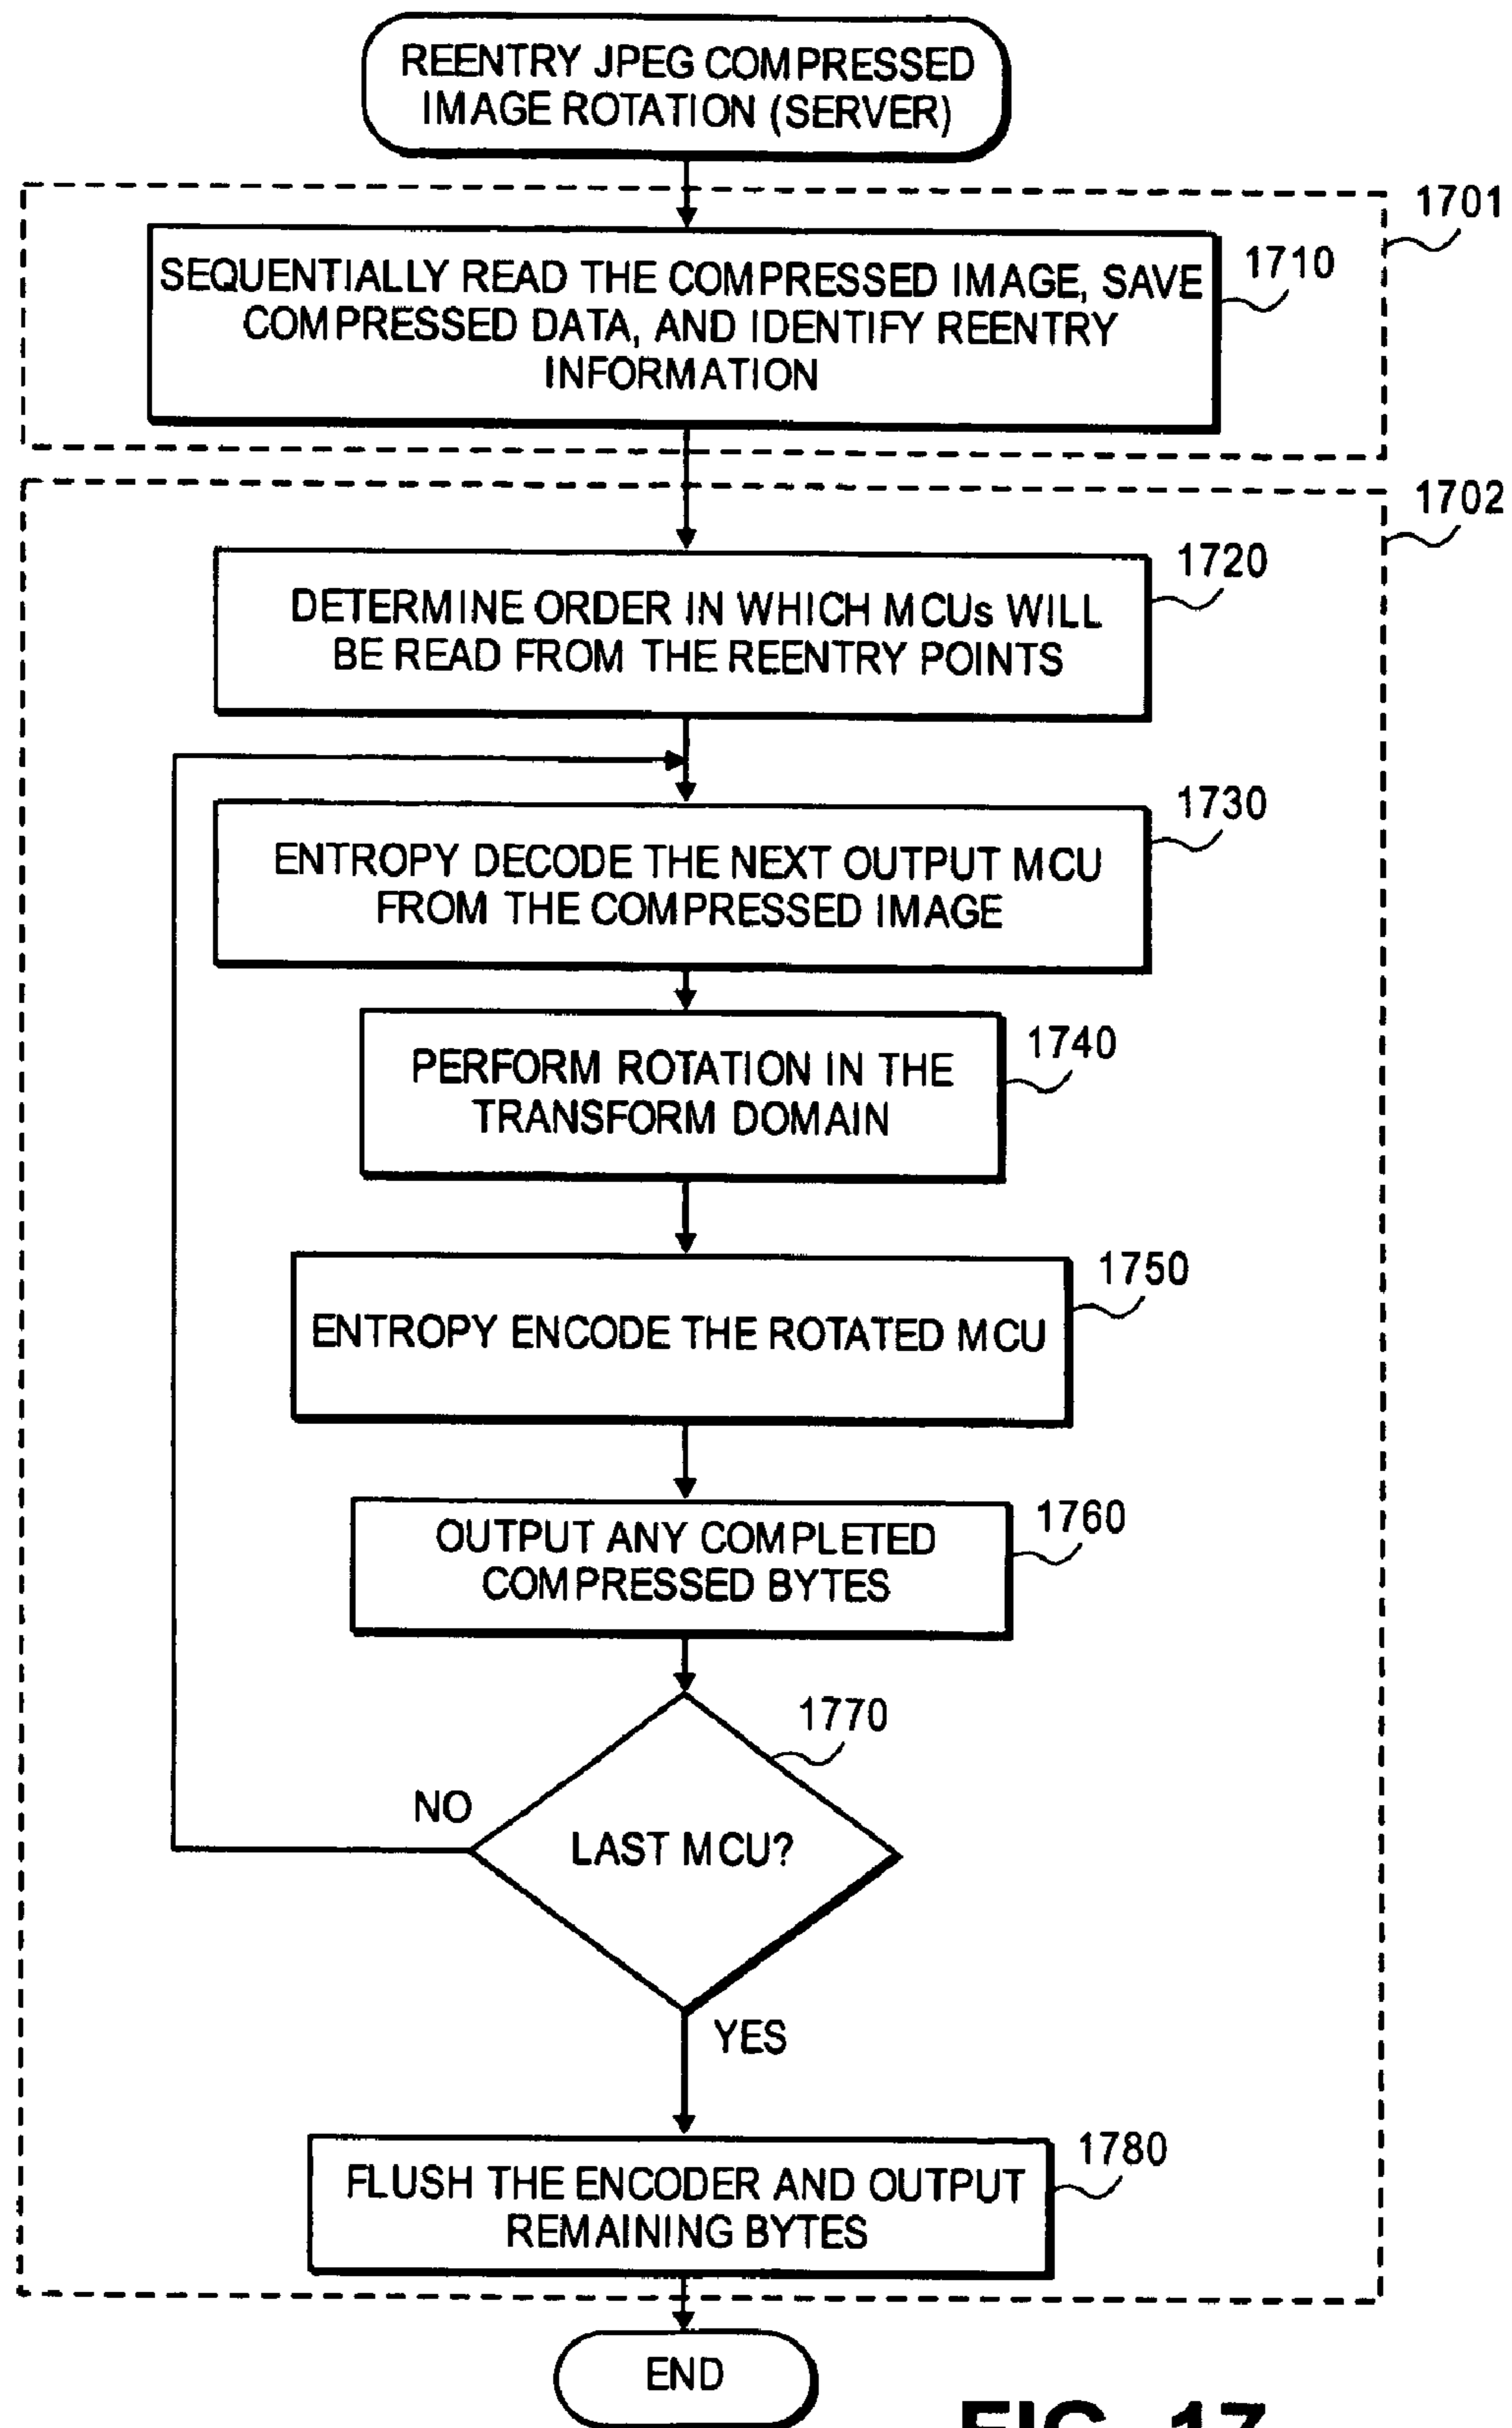 REENTRY JPEG COMPRESSED
IMAGE ROTATION (SERVER)
1701
1710
SEQUENTIALLY READ THE COMPRESSED IMAGE, SAVE
COMPRESSED DATA, AND IDENTIFY REENTRY
INFORMATION
1702
1720
DETERMINE ORDER IN WHICH MCUs WILL
BE READ FROM THE REENTRY POINTS
1730
ENTROPY DECODE THE NEXT OUTPUT MCU
FROM THE COMPRESSED IMAGE
1740
PERFORM ROTATION IN THE
TRANSFORM DOMAIN
1750
ENTROPY ENCODE THE ROTATED MCU
1760
OUTPUT ANY COMPLETED
COMPRESSED BYTES
1770
NO
LAST MCU?
YES
1780
FLUSH THE ENCODER AND OUTPUT
REMAINING BYTES
END
FIG. 17